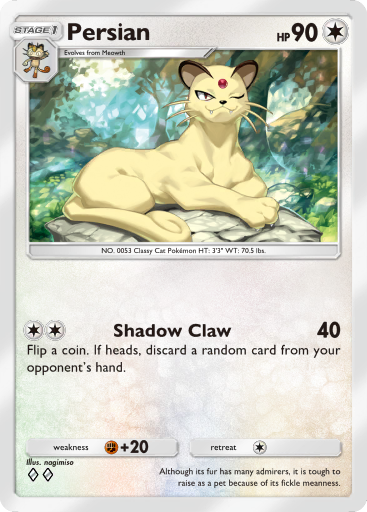 STAGE 1 Persian HP 90
Evolves from Meowth
NO. 0053 Classy Cat Pokémon HT: 3'3" WT: 70.5 lbs.
Shadow Claw 40
Flip a coin. If heads, discard a random card from your
opponent's hand.
weakness +20 retreat
Illus. nagimiso
Although its fur has many admirers, it is tough to
raise as a pet because of its fickle meanness.